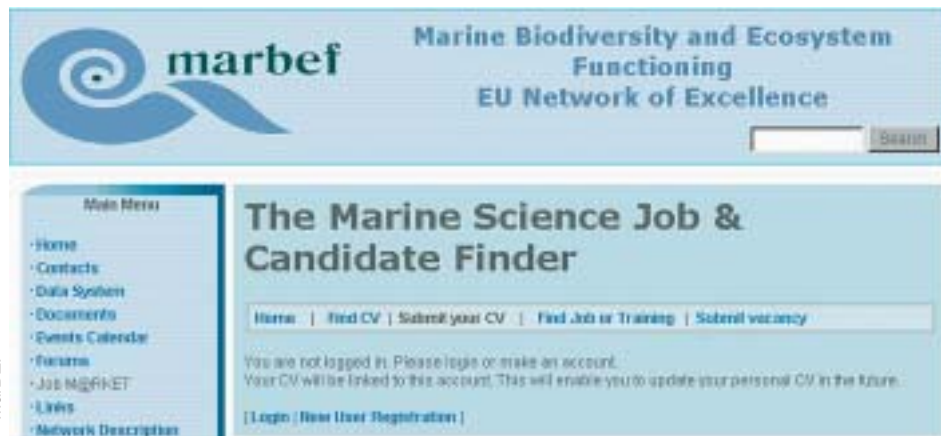 marbef
Marine Biodiversity and Ecosystem
Functioning
EU Network of Excellence
Search
Main Menu
·Home
·Contacts
·Data System
·Documents
·Events Calendar
·Forums
·Job M@RKET
·Links
·Network Description
The Marine Science Job &
Candidate Finder
Home | Find CV | Submit your CV | Find Job or Training | Submit vacancy
You are not logged in. Please login or make an account.
Your CV will be linked to this account. This will enable you to update your personal CV in the future.
[ Login | New User Registration ]